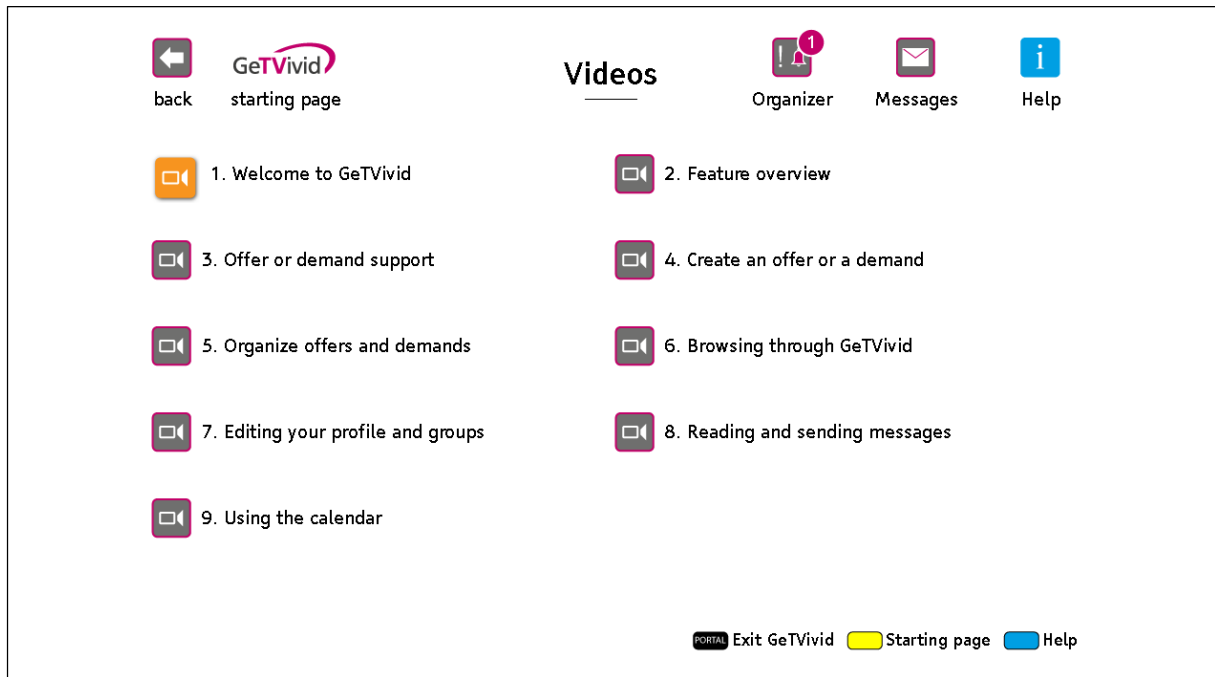 GeTVivid
Videos
1
i
back
starting page
Organizer
Messages
Help
1. Welcome to GeTVivid
2. Feature overview
3. Offer or demand support
4. Create an offer or a demand
5. Organize offers and demands
6. Browsing through GeTVivid
7. Editing your profile and groups
8. Reading and sending messages
9. Using the calendar
PORTAL Exit GeTVivid Starting page Help